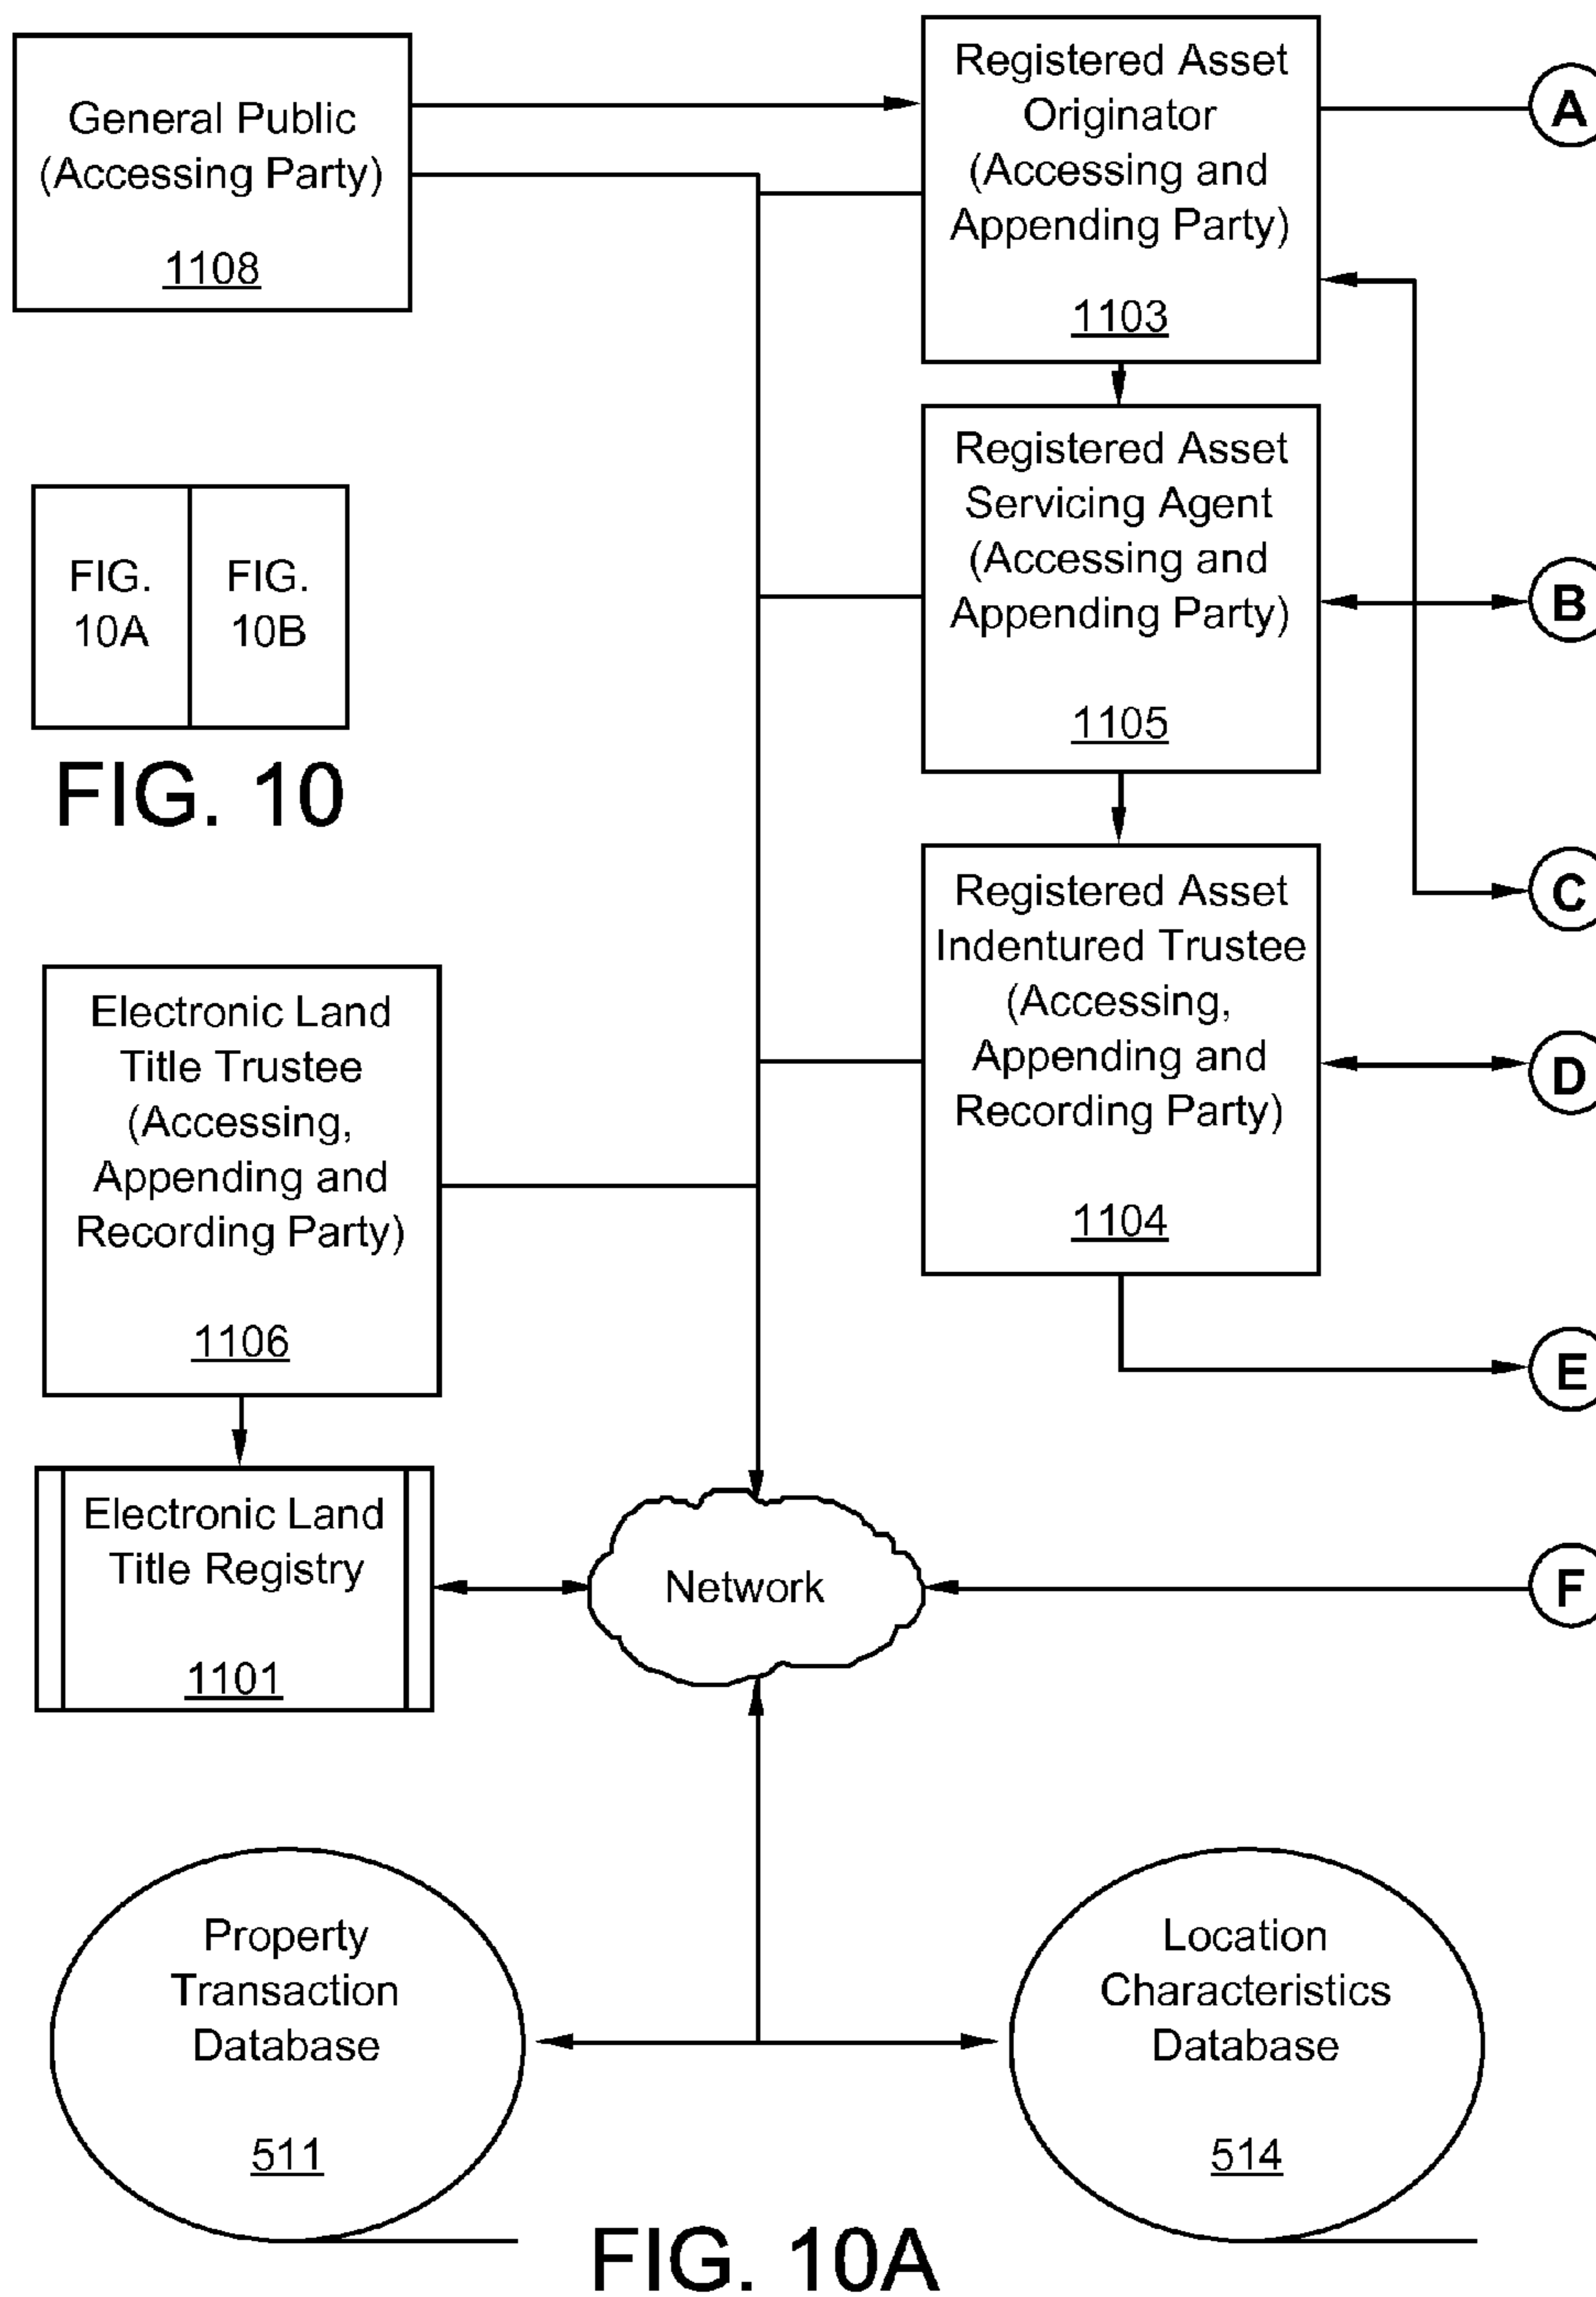 General Public
(Accessing Party)
1108
Registered Asset
Originator
(Accessing and
Appending Party)
1103
A
Registered Asset
Servicing Agent
(Accessing and
Appending Party)
1105
B
FIG.
10A
FIG.
10B
FIG. 10
C
Registered Asset
Indentured Trustee
(Accessing,
Appending and
Recording Party)
1104
D
Electronic Land
Title Trustee
(Accessing,
Appending and
Recording Party)
1106
E
Electronic Land
Title Registry
1101
Network
F
Property
Transaction
Database
511
Location
Characteristics
Database
514
FIG. 10A